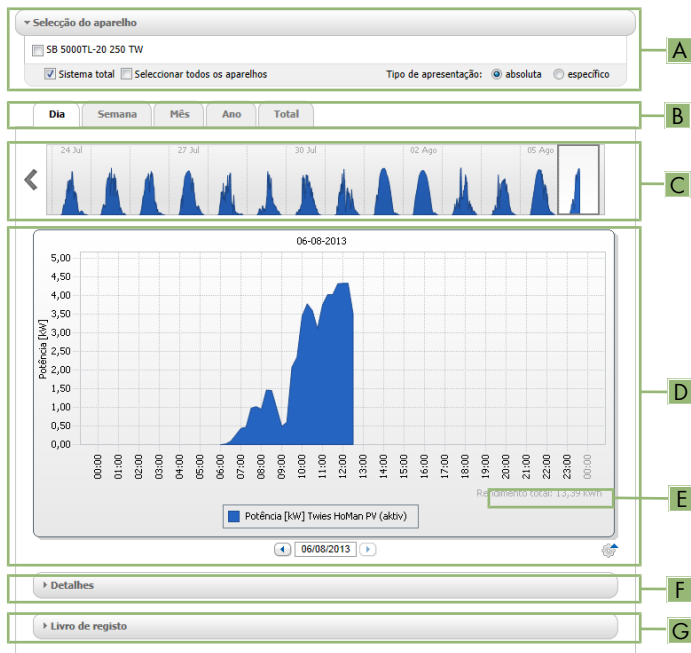 Selecção do aparelho
SB 5000TL-20 250 TW
Sistema total Seleccionar todos os aparelhos Tipo de apresentação: absoluta específico
A
Dia Semana Mês Ano Total
B
24 Jul 27 Jul 30 Jul 02 Ago 05 Ago
C
06-08-2013
5,00
4,50
4,00
3,50
3,00
2,50
2,00
1,50
1,00
0,50
0,00
Potência [kW]
00:00 01:00 02:00 03:00 04:00 05:00 06:00 07:00 08:00 09:00 10:00 11:00 12:00 13:00 14:00 15:00 16:00 17:00 18:00 19:00 20:00 21:00 22:00 23:00 00:00
D
Rendimento total: 13,39 kWh
E
Potência [kW] Twies HoMan PV (aktiv)
06/08/2013
Detalhes
F
Livro de registo
G